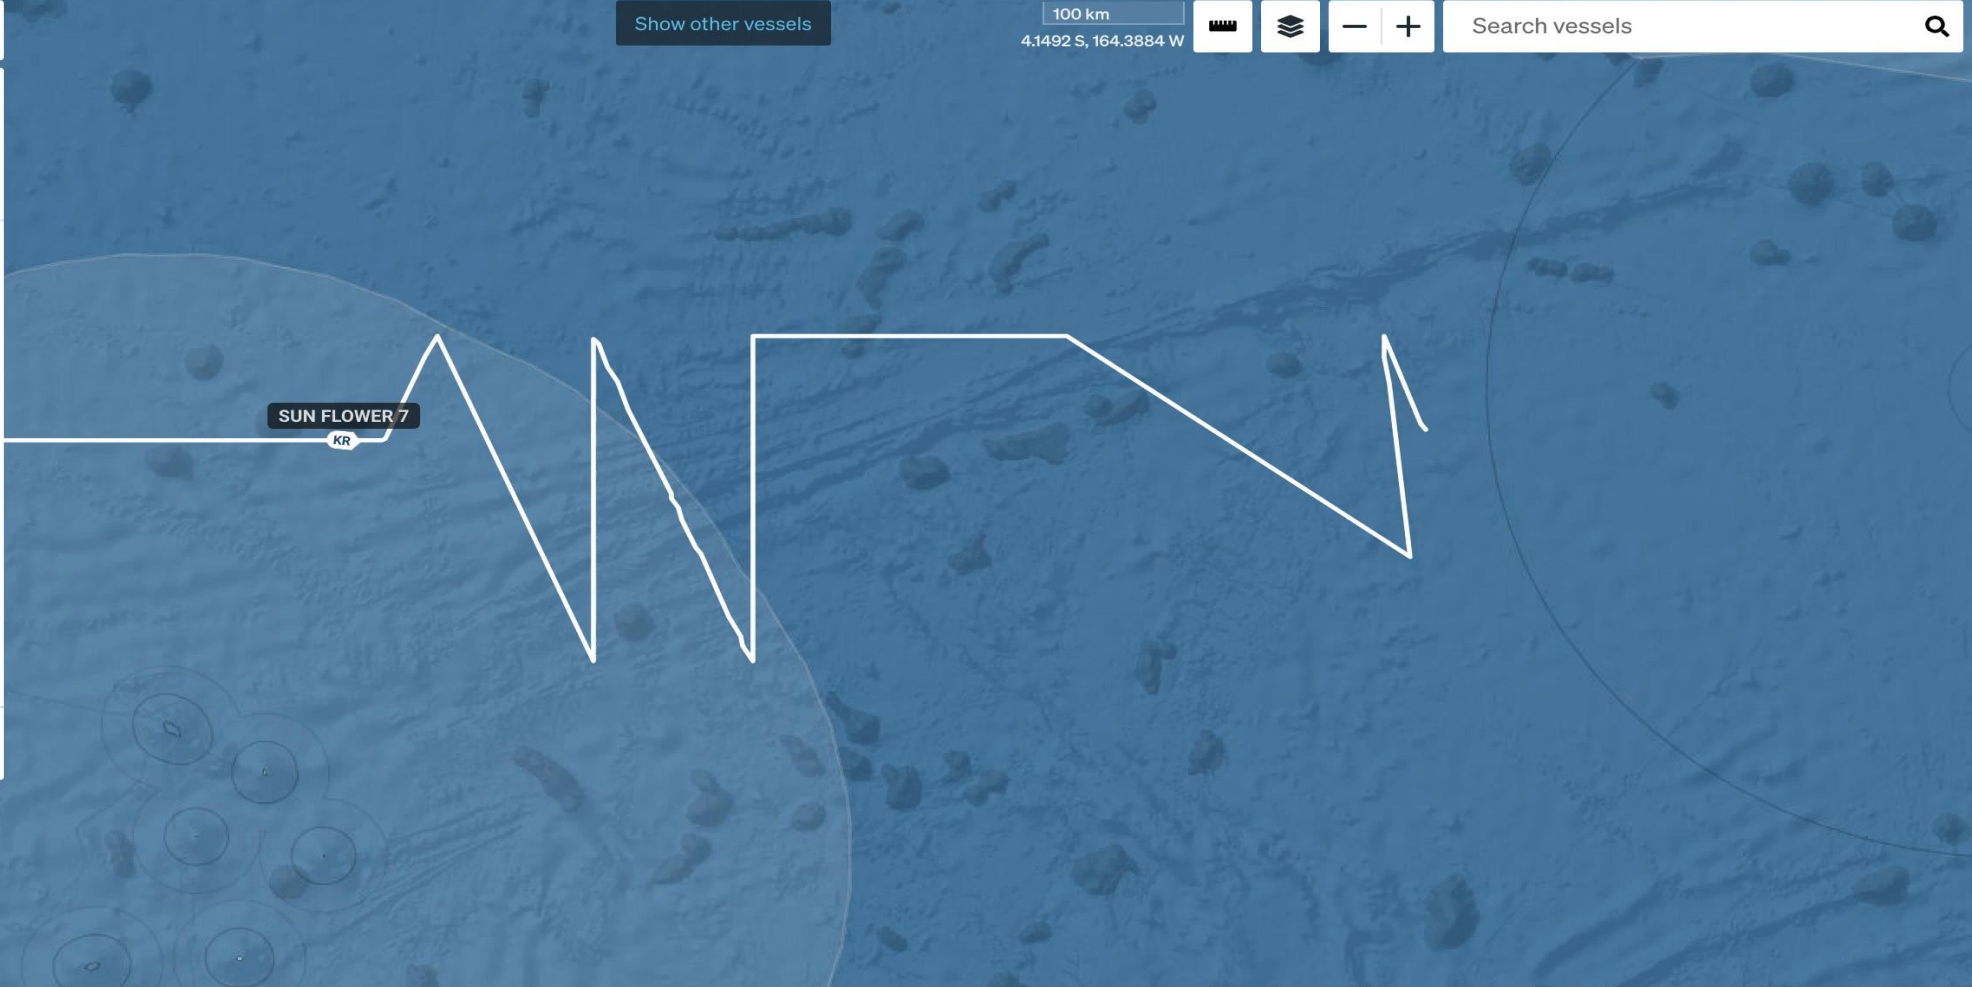 Show other vessels
100 km
4.1492 S, 164.3884 W
Search vessels
SUN FLOWER 7
KR